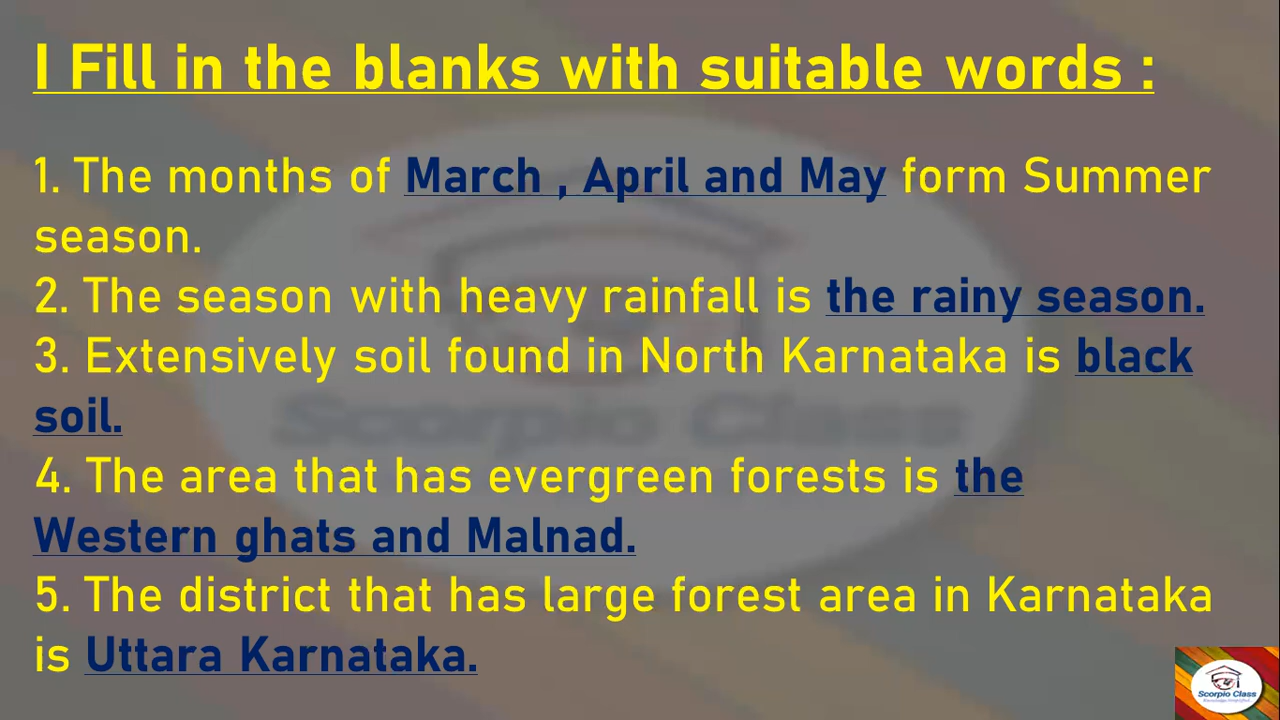 I Fill in the blanks with suitable words :
1. The months of March , April and May form Summer
season.
2. The season with heavy rainfall is the rainy season.
3. Extensively soil found in North Karnataka is black
soil.
4. The area that has evergreen forests is the
Western ghats and Malnad.
5. The district that has large forest area in Karnataka
is Uttara Karnataka.
Scorpio Class
Scorpio Class